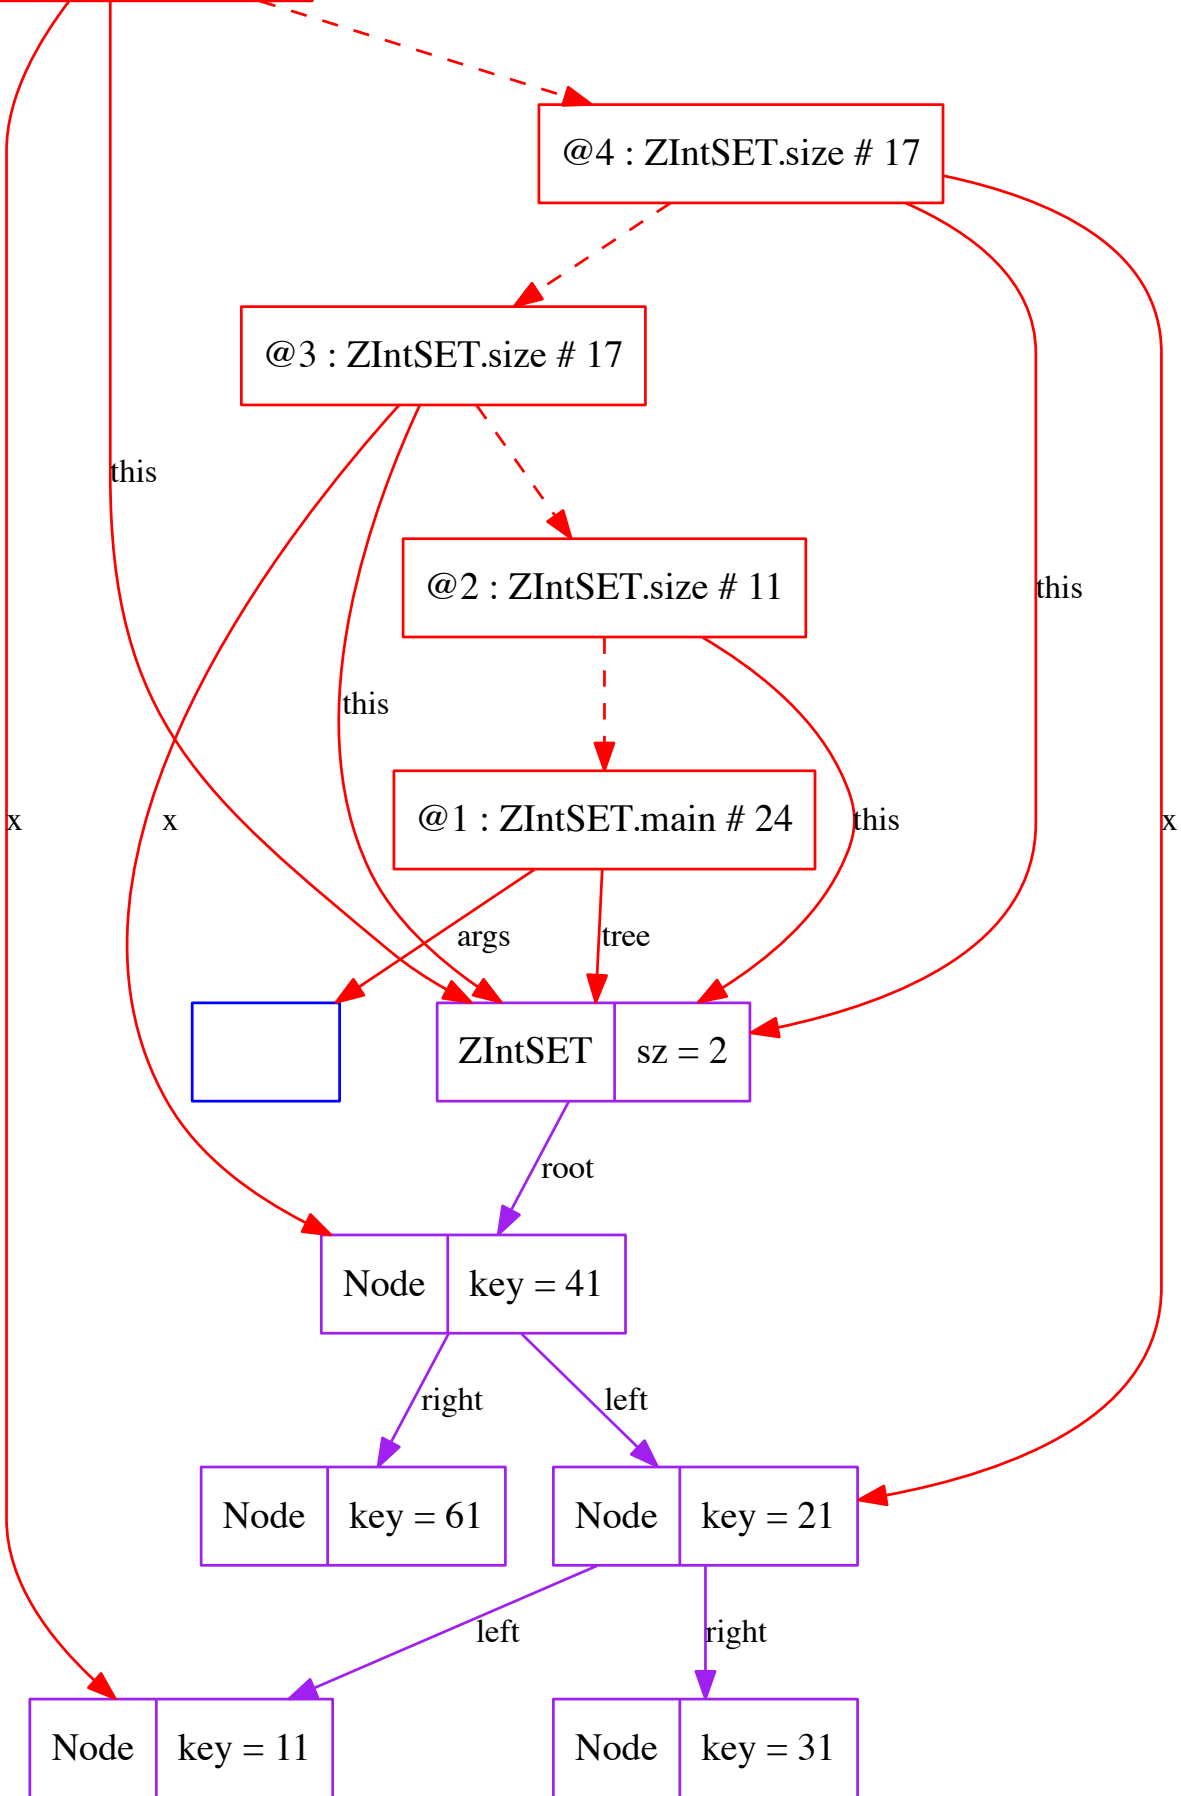 @4 : ZIntSET.size # 17
@3 : ZIntSET.size # 17
this
@2 : ZIntSET.size # 11
this
this
x
x
@1 : ZIntSET.main # 24
this
x
args
tree
ZIntSET
sz = 2
root
Node
key = 41
right
left
Node
key = 61
Node
key = 21
left
right
Node
key = 11
Node
key = 31